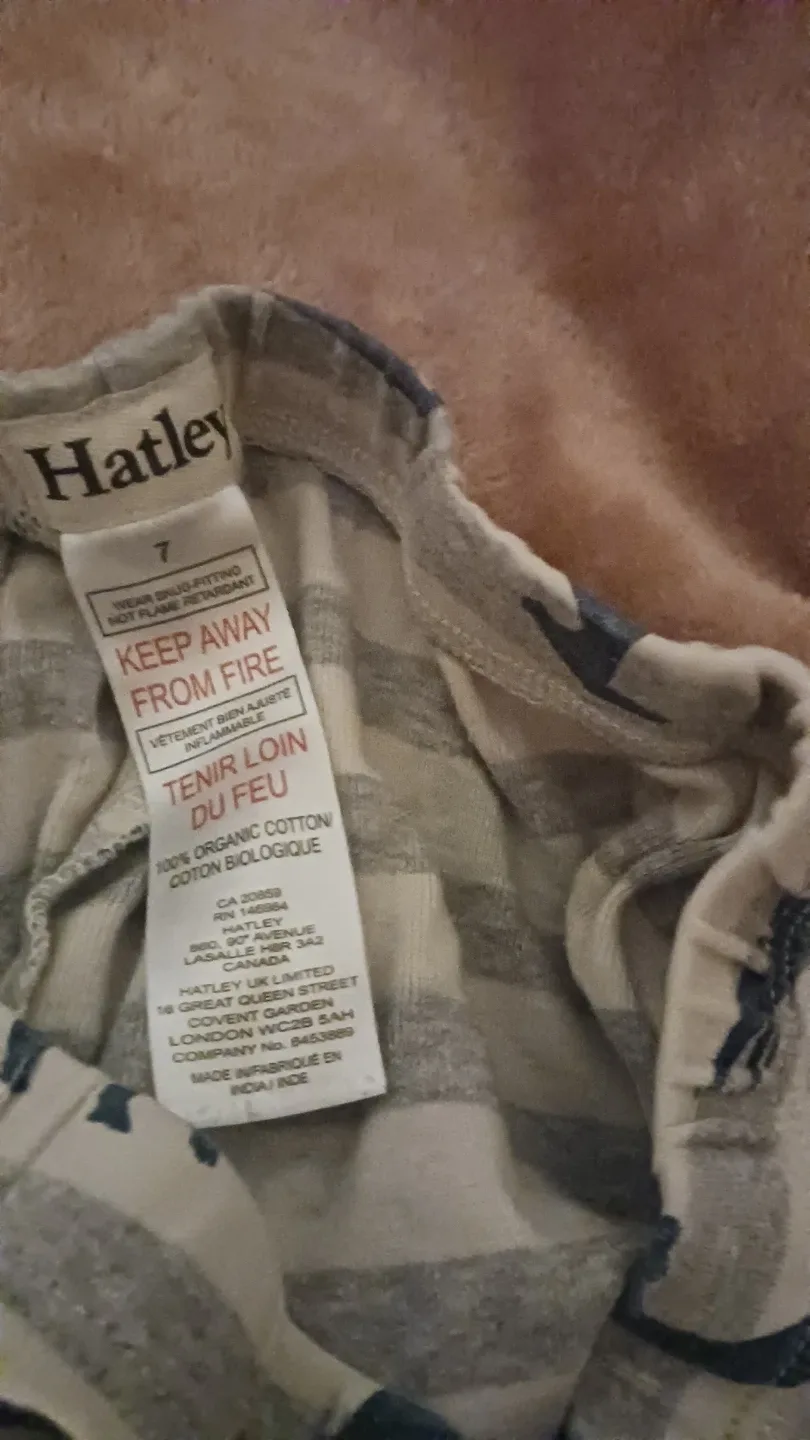 Hatley
7
WEAR SNUG-FITTING
NOT FLAME RETARDANT
KEEP AWAY
FROM FIRE
VÊTEMENT BIEN AJUSTÉ
INFLAMMABLE
TENIR LOIN
DU FEU
100% ORGANIC COTTON/
COTON BIOLOGIQUE
CA 20859
RN 146984
HATLEY
860, 90ᵉ AVENUE
LASALLE H8R 3A2
CANADA
HATLEY UK LIMITED
16 GREAT QUEEN STREET
COVENT GARDEN
LONDON WC2B 5AH
COMPANY No. 8453889
MADE IN/FABRIQUÉ EN
INDIA / INDE